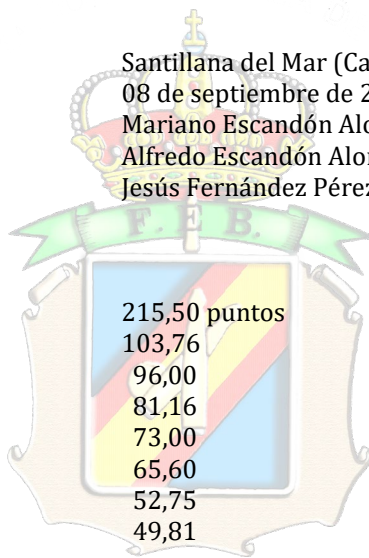 Santillana del Mar (Ca
08 de septiembre de 2
Mariano Escandón Alo
Alfredo Escandón Alon
Jesús Fernández Pérez
F. E. B.
215,50 puntos
103,76
96,00
81,16
73,00
65,60
52,75
49,81